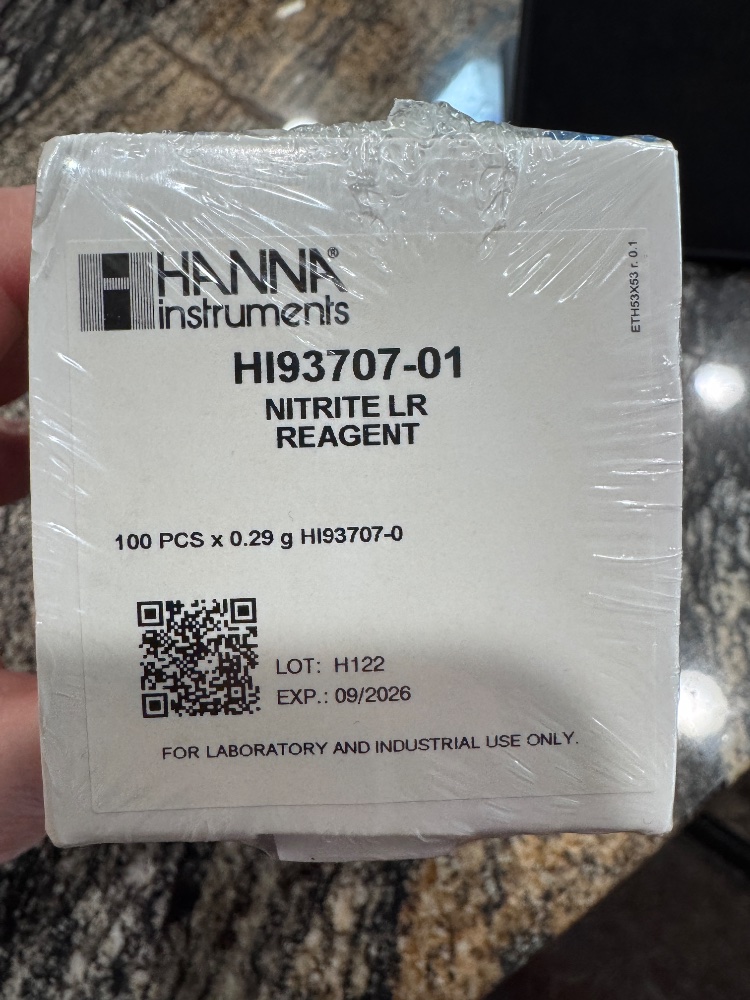 HANNA®
instruments
HI93707-01
NITRITE LR
REAGENT
100 PCS x 0.29 g HI93707-0
LOT: H122
EXP.: 09/2026
FOR LABORATORY AND INDUSTRIAL USE ONLY.
ETH53X53 r. 0.1